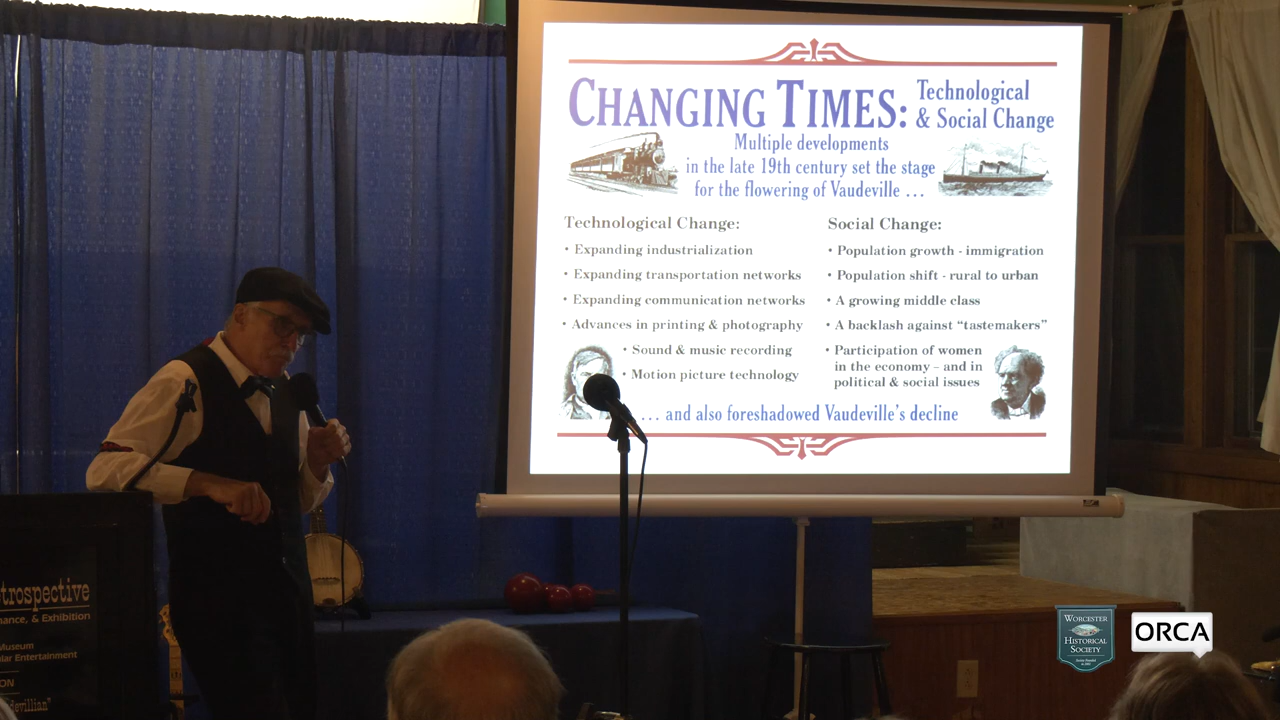 CHANGING TIMES: Technological
& Social Change
Multiple developments
in the late 19th century set the stage
for the flowering of Vaudeville ...
Technological Change:
• Expanding industrialization
• Expanding transportation networks
• Expanding communication networks
• Advances in printing & photography
• Sound & music recording
• Motion picture technology
Social Change:
• Population growth - immigration
• Population shift - rural to urban
• A growing middle class
• A backlash against “tastemakers”
• Participation of women
in the economy – and in
political & social issues
... and also foreshadowed Vaudeville’s decline
trospective
nance, & Exhibition
Museum
lar Entertainment
ON
devillian"
WORCESTER
HISTORICAL
SOCIETY
ORCA